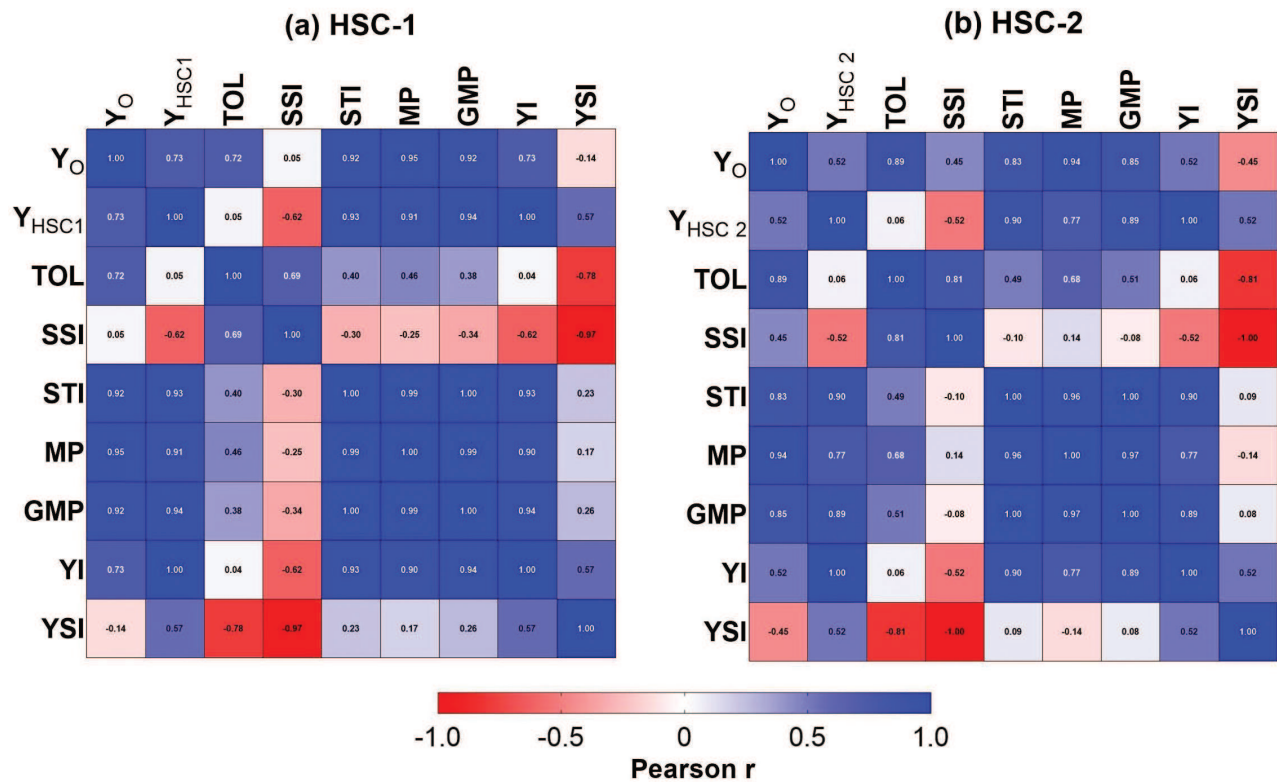 (a) HSC-1
Y_O Y_HSC1 TOL SSI STI MP GMP YI YSI
Y_O 1.00 0.73 0.72 0.05 0.92 0.95 0.92 0.73 -0.14
Y_HSC1 0.73 1.00 0.05 -0.62 0.93 0.91 0.94 1.00 0.57
TOL 0.72 0.05 1.00 0.69 0.40 0.46 0.38 0.04 -0.78
SSI 0.05 -0.62 0.69 1.00 -0.30 -0.25 -0.34 -0.62 -0.97
STI 0.92 0.93 0.40 -0.30 1.00 0.99 1.00 0.93 0.23
MP 0.95 0.91 0.46 -0.25 0.99 1.00 0.99 0.90 0.17
GMP 0.92 0.94 0.38 -0.34 1.00 0.99 1.00 0.94 0.26
YI 0.73 1.00 0.04 -0.62 0.93 0.90 0.94 1.00 0.57
YSI -0.14 0.57 -0.78 -0.97 0.23 0.17 0.26 0.57 1.00
(b) HSC-2
Y_O Y_HSC 2 TOL SSI STI MP GMP YI YSI
Y_O 1.00 0.52 0.89 0.45 0.83 0.94 0.85 0.52 -0.45
Y_HSC 2 0.52 1.00 0.06 -0.52 0.90 0.77 0.89 1.00 0.52
TOL 0.89 0.06 1.00 0.81 0.49 0.68 0.51 0.06 -0.81
SSI 0.45 -0.52 0.81 1.00 -0.10 0.14 -0.08 -0.52 -1.00
STI 0.83 0.90 0.49 -0.10 1.00 0.96 1.00 0.90 0.09
MP 0.94 0.77 0.68 0.14 0.96 1.00 0.97 0.77 -0.14
GMP 0.85 0.89 0.51 -0.08 1.00 0.97 1.00 0.89 0.08
YI 0.52 1.00 0.06 -0.52 0.90 0.77 0.89 1.00 0.52
YSI -0.45 0.52 -0.81 -1.00 0.09 -0.14 0.08 0.52 1.00
-1.0 -0.5 0 0.5 1.0
Pearson r